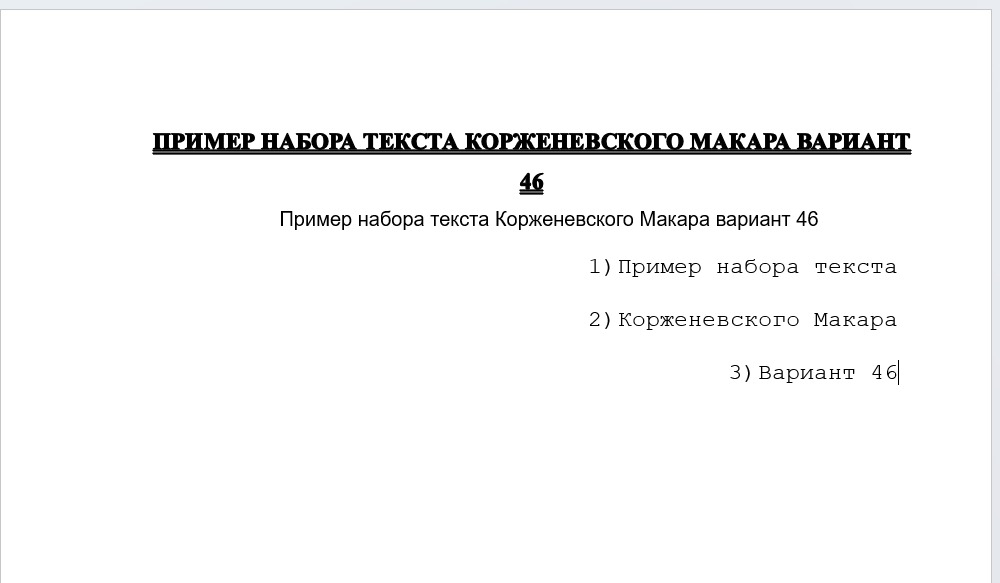 ПРИМЕР НАБОРА ТЕКСТА КОРЖЕНЕВСКОГО МАКАРА ВАРИАНТ
46
Пример набора текста Корженевского Макара вариант 46
1) Пример набора текста
2) Корженевского Макара
3) Вариант 46